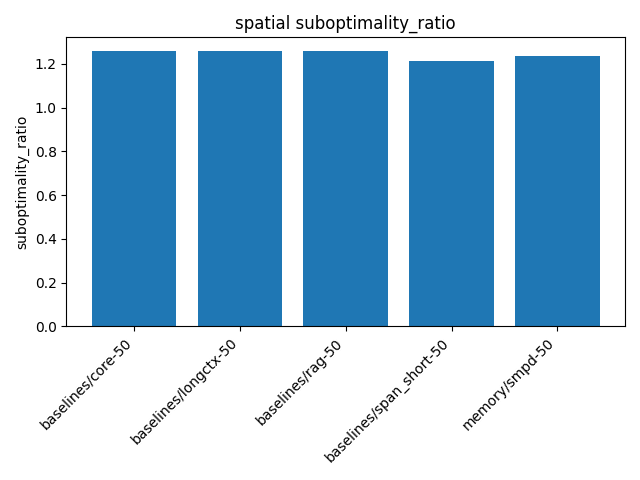 spatial suboptimality_ratio
suboptimality_ratio
1.2
1.0
0.8
0.6
0.4
0.2
0.0
baselines/core-50
baselines/longctx-50
baselines/rag-50
baselines/span_short-50
memory/smpd-50